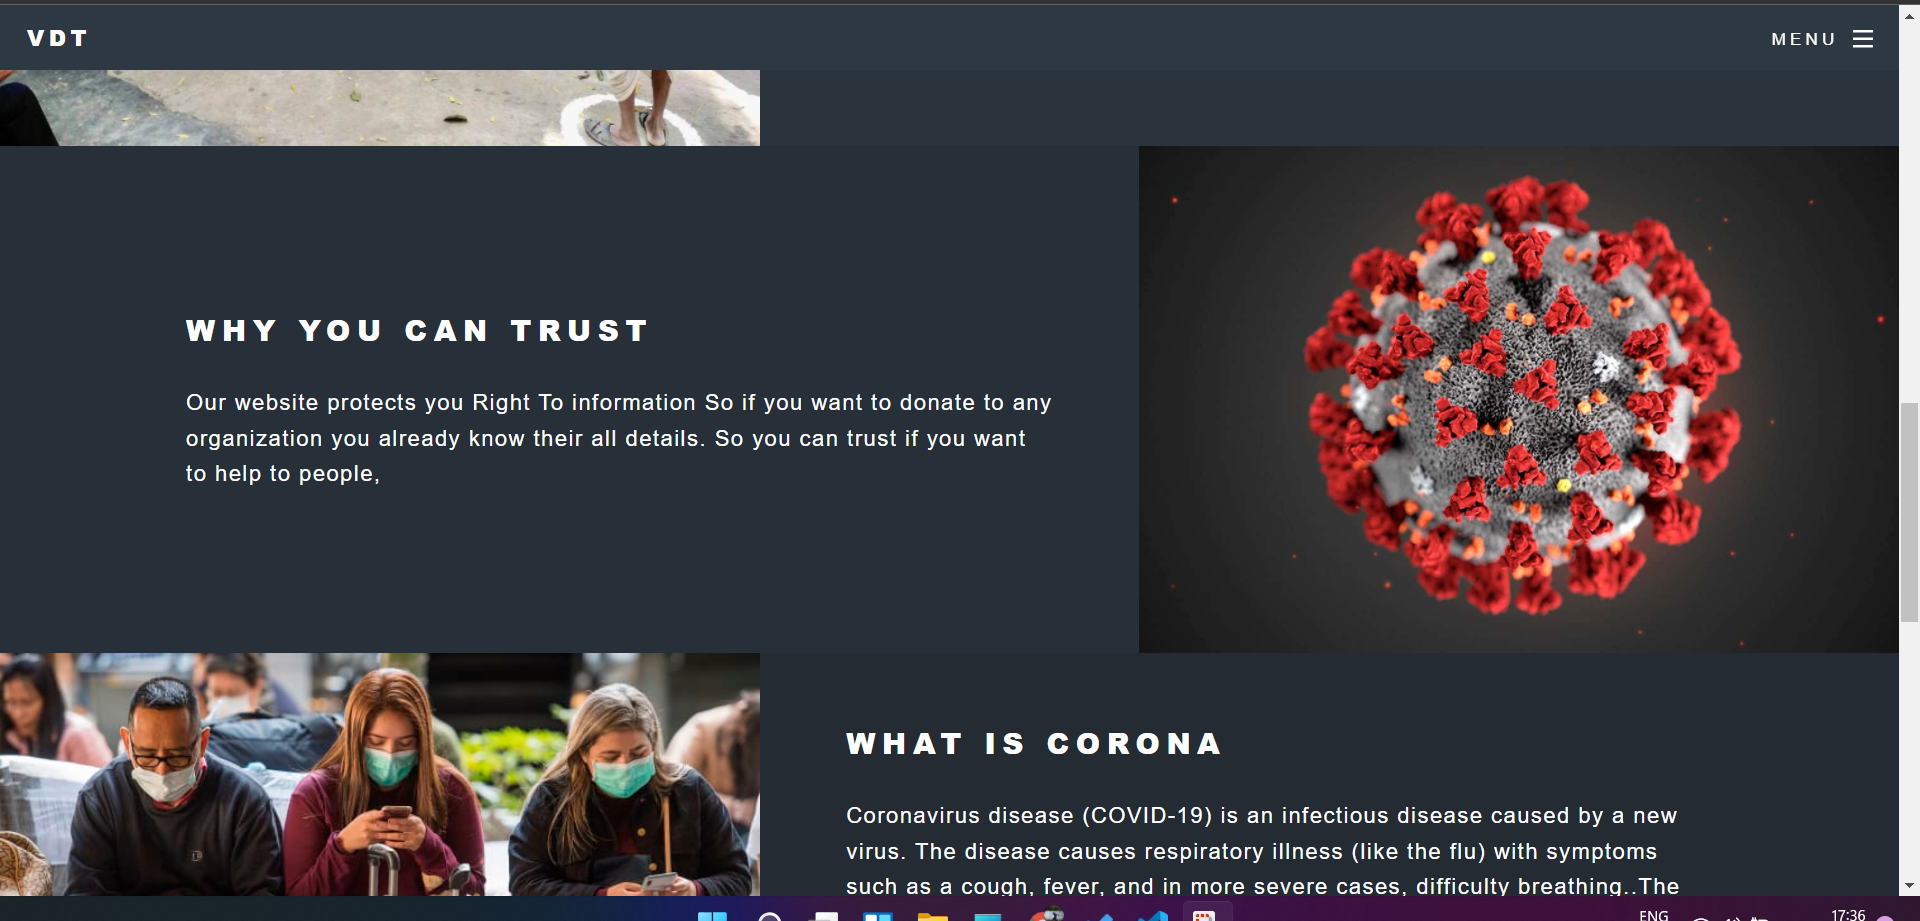 VDT
MENU
WHY YOU CAN TRUST
Our website protects you Right To information So if you want to donate to any
organization you already know their all details. So you can trust if you want
to help to people,
WHAT IS CORONA
Coronavirus disease (COVID-19) is an infectious disease caused by a new
virus. The disease causes respiratory illness (like the flu) with symptoms
such as a cough, fever, and in more severe cases, difficulty breathing..The
ENG
17:36